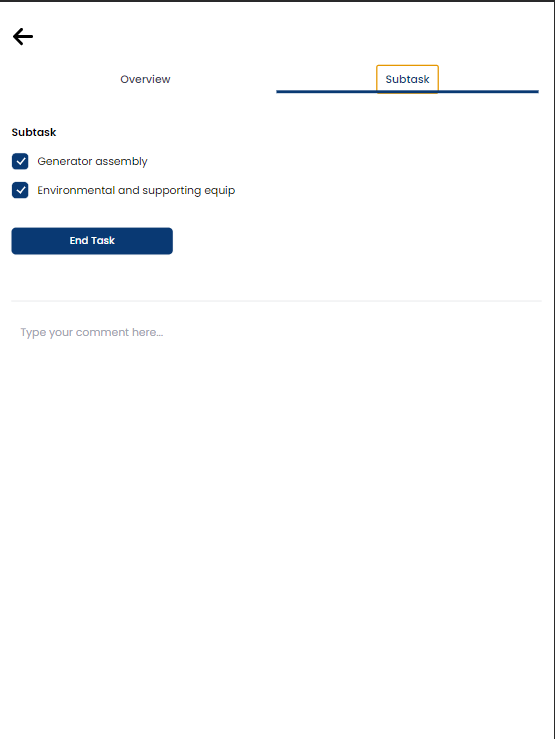 Overview
Subtask
Subtask
Generator assembly
Environmental and supporting equip
End Task
Type your comment here...